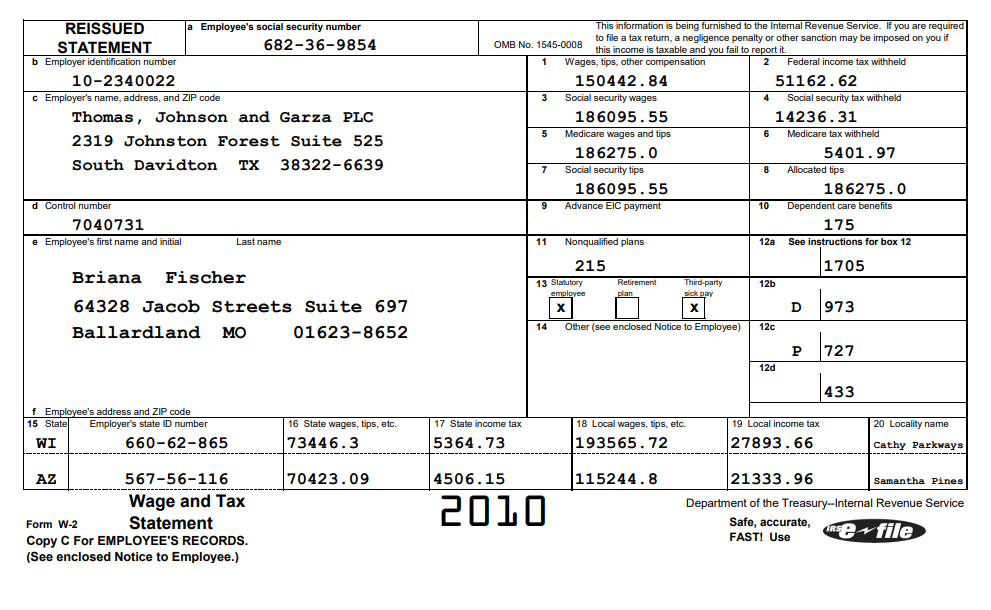 REISSUED STATEMENT
a Employee's social security number
682-36-9854
OMB No. 1545-0008
This information is being furnished to the Internal Revenue Service. If you are required
to file a tax return, a negligence penalty or other sanction may be imposed on you if
this income is taxable and you fail to report it.
b Employer identification number
10-2340022
1 Wages, tips, other compensation
150442.84
2 Federal income tax withheld
51162.62
c Employer's name, address, and ZIP code
Thomas, Johnson and Garza PLC
2319 Johnston Forest Suite 525
South Davidton TX 38322-6639
3 Social security wages
186095.55
4 Social security tax withheld
14236.31
5 Medicare wages and tips
186275.0
6 Medicare tax withheld
5401.97
7 Social security tips
186095.55
8 Allocated tips
186275.0
d Control number
7040731
9 Advance EIC payment
10 Dependent care benefits
175
e Employee's first name and initial Last name
Briana Fischer
64328 Jacob Streets Suite 697
Ballardland MO 01623-8652
f Employee's address and ZIP code
11 Nonqualified plans
215
12a See instructions for box 12
1705
13 Statutory employee
x
Retirement plan
Third-party sick pay
x
12b
D 973
14 Other (see enclosed Notice to Employee)
12c
P 727
12d
433
15 State Employer's state ID number 16 State wages, tips, etc. 17 State income tax 18 Local wages, tips, etc. 19 Local income tax 20 Locality name
WI 660-62-865 73446.3 5364.73 193565.72 27893.66 Cathy Parkways
AZ 567-56-116 70423.09 4506.15 115244.8 21333.96 Samantha Pines
Form W-2 Wage and Tax Statement
2010
Department of the Treasury--Internal Revenue Service
Copy C For EMPLOYEE'S RECORDS.
(See enclosed Notice to Employee.)
Safe, accurate,
FAST! Use
IRS e-file